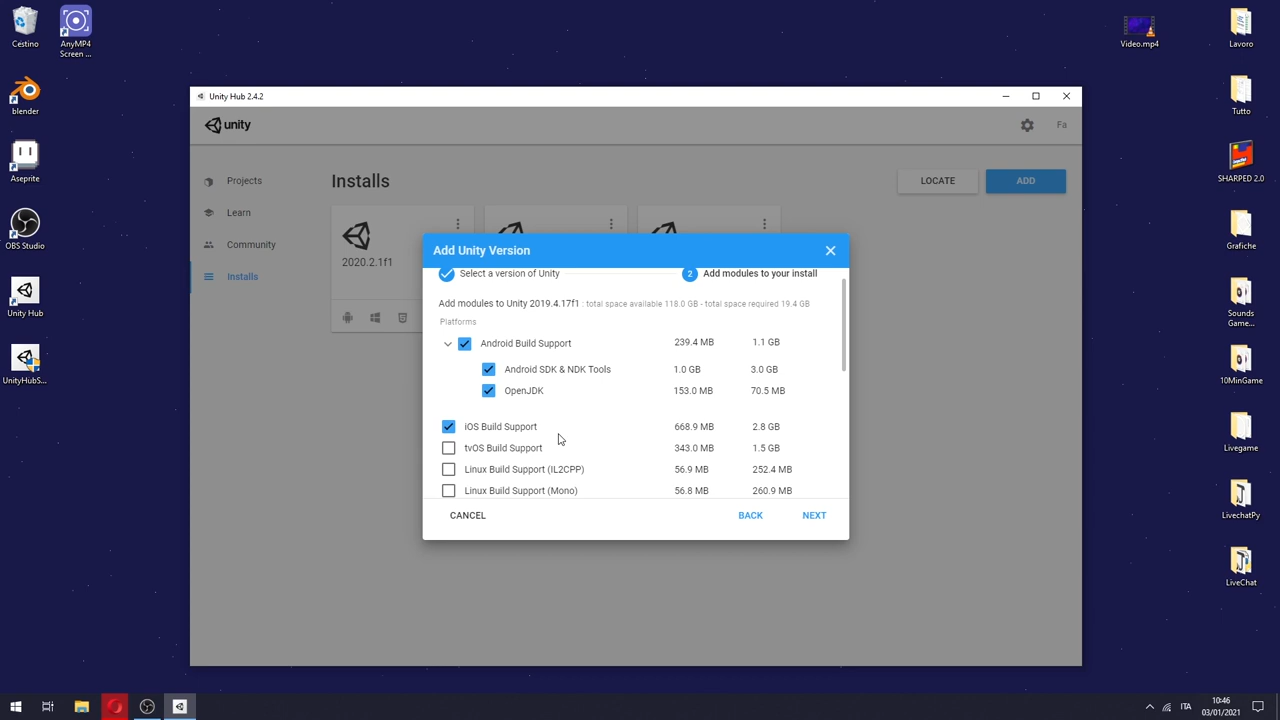 Cestino
AnyMP4
Screen ...
blender
Aseprite
OBS Studio
Unity Hub
UnityHubS...
Video.mp4
Lavoro
Tutto
SHARPED 2.0
Grafiche
Sounds
Game...
10MinGame
Livegame
LivechatPy
LiveChat
Unity Hub 2.4.2
unity
Fa
Projects
Learn
Community
Installs
Installs
LOCATE
ADD
2020.2.1f1
Add Unity Version
Select a version of Unity
2
Add modules to your install
Add modules to Unity 2019.4.17f1 : total space available 118.0 GB - total space required 19.4 GB
Platforms
Android Build Support 239.4 MB 1.1 GB
Android SDK & NDK Tools 1.0 GB 3.0 GB
OpenJDK 153.0 MB 70.5 MB
iOS Build Support 668.9 MB 2.8 GB
tvOS Build Support 343.0 MB 1.5 GB
Linux Build Support (IL2CPP) 56.9 MB 252.4 MB
Linux Build Support (Mono) 56.8 MB 260.9 MB
CANCEL
BACK
NEXT
ITA
10:46
03/01/2021